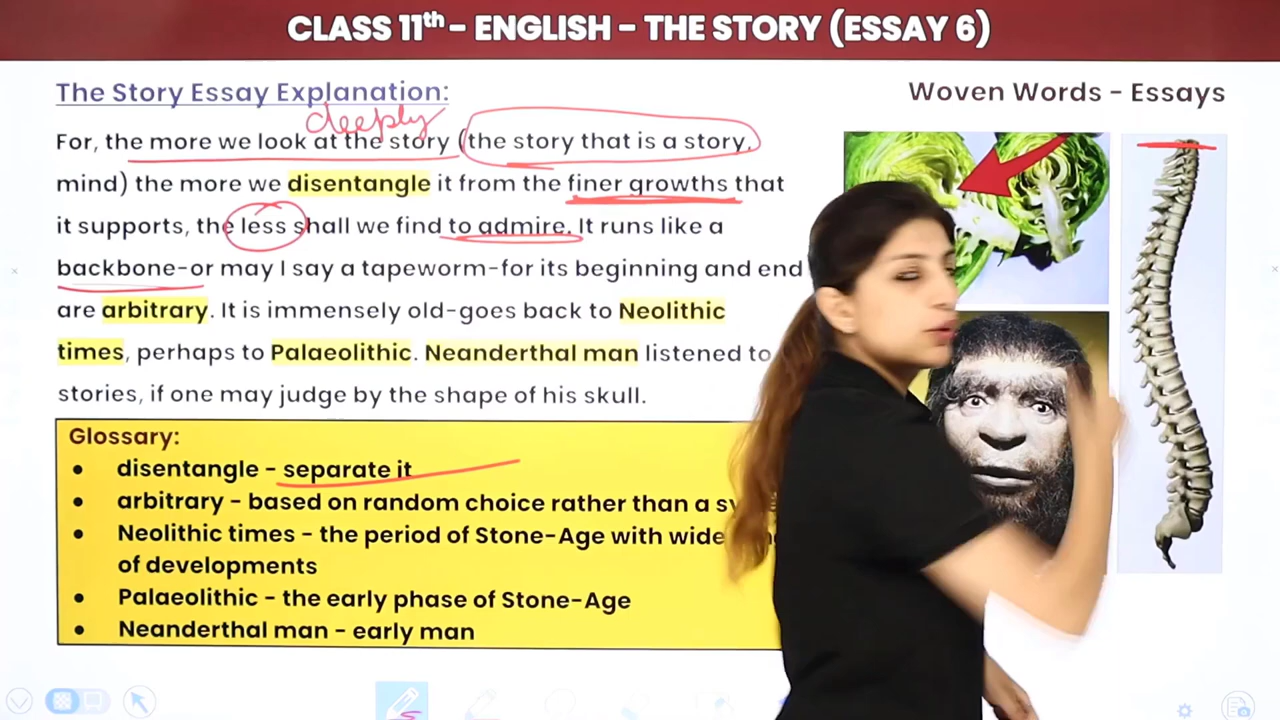 CLASS 11th - ENGLISH - THE STORY (ESSAY 6)
The Story Essay Explanation:
Woven Words - Essays
deeply
For, the more we look at the story (the story that is a story,
mind) the more we disentangle it from the finer growths that
it supports, the less shall we find to admire. It runs like a
backbone-or may I say a tapeworm-for its beginning and end
are arbitrary. It is immensely old-goes back to Neolithic
times, perhaps to Palaeolithic. Neanderthal man listened to
stories, if one may judge by the shape of his skull.
Glossary:
• disentangle - separate it
• arbitrary - based on random choice rather than a
• Neolithic times - the period of Stone-Age with wide
of developments
• Palaeolithic - the early phase of Stone-Age
• Neanderthal man - early man